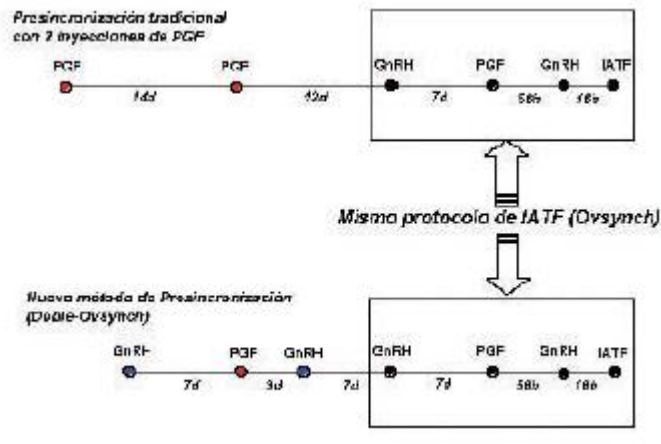 Presincronización tradicional
con 2 inyecciones de PGF
PGF PGF GnRH PGF GnRH IATF
14d 12d 7d 56h 16h
Mismo protocolo de IATF (Ovsynch)
Nuevo método de Presincronización
(Doble-Ovsynch)
GnRH PGF GnRH GnRH PGF GnRH IATF
7d 3d 7d 7d 56h 16h